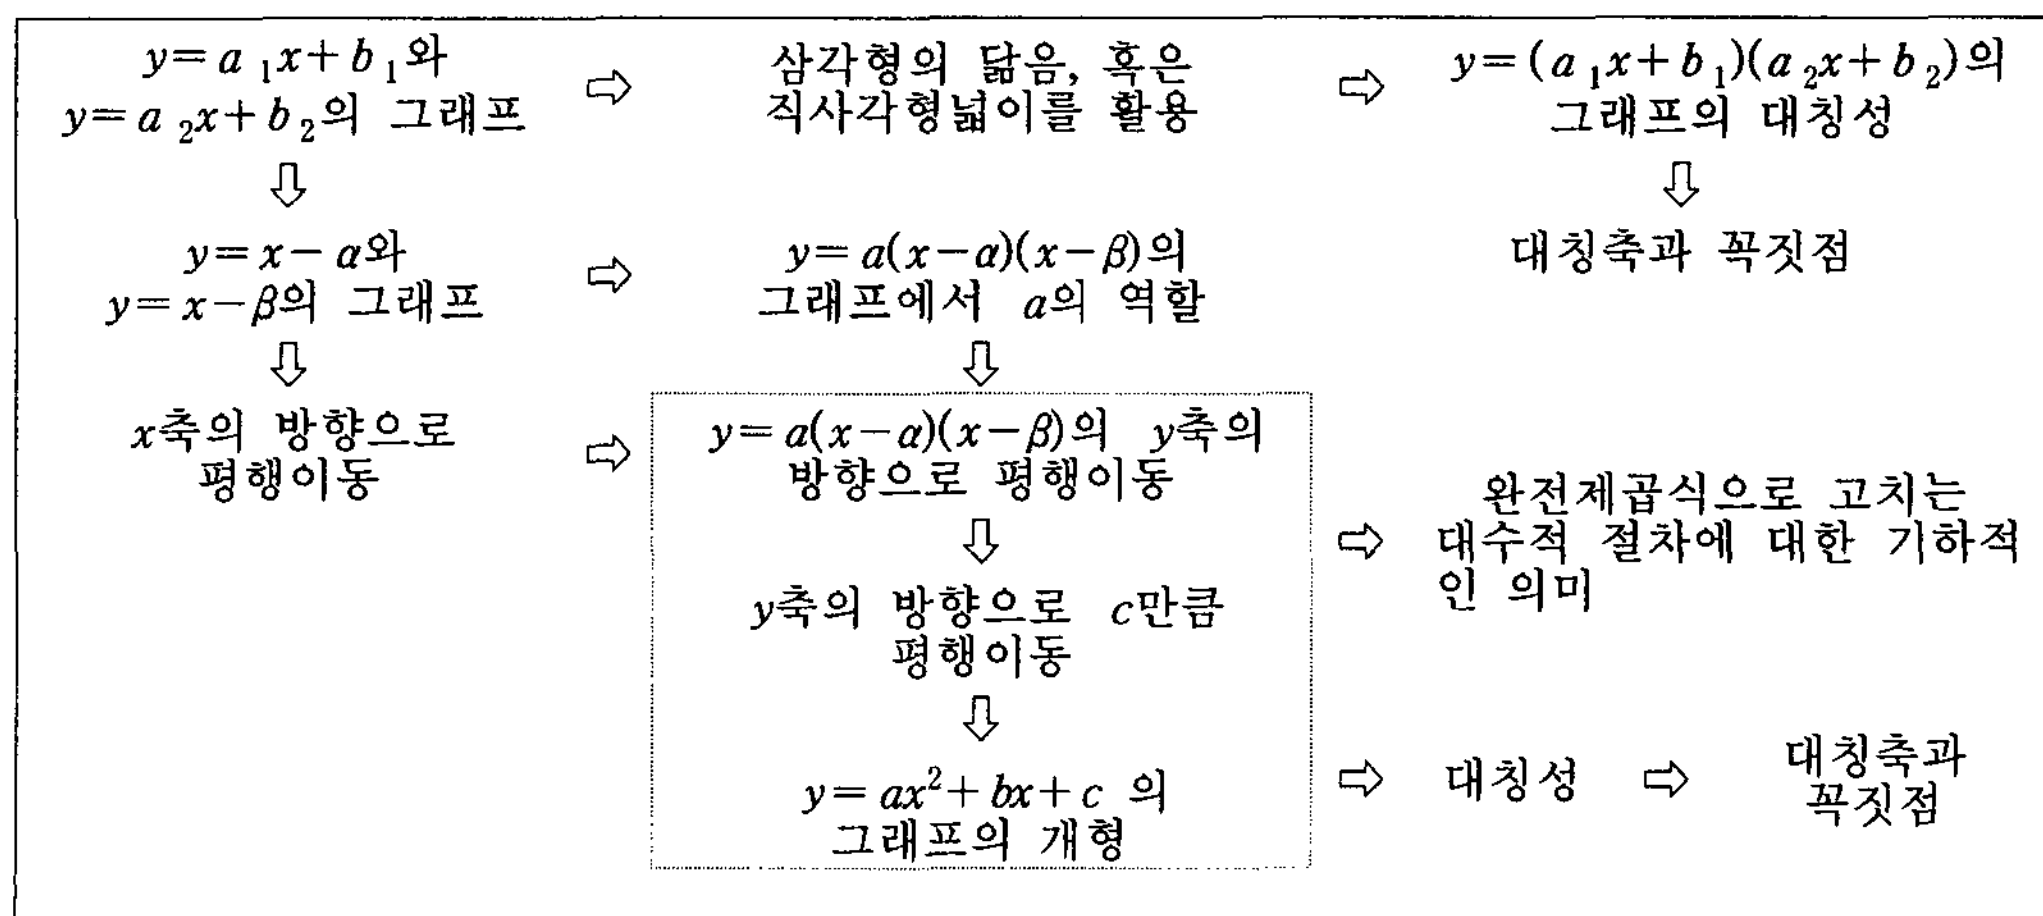 y=a₁x+b₁와
y=a₂x+b₂의 그래프
⇨
삼각형의 닮음, 혹은
직사각형넓이를 활용
⇨
y=(a₁x+b₁)(a₂x+b₂)의
그래프의 대칭성
⇩
⇩
y=x-α와
y=x-β의 그래프
⇨
y=a(x-α)(x-β)의
그래프에서 a의 역할
대칭축과 꼭짓점
⇩
⇩
x축의 방향으로
평행이동
⇨
y=a(x-α)(x-β)의 y축의
방향으로 평행이동
⇩
y축의 방향으로 c만큼
평행이동
⇩
y=ax²+bx+c 의
그래프의 개형
⇨
완전제곱식으로 고치는
대수적 절차에 대한 기하적
인 의미
⇨
대칭성
⇨
대칭축과
꼭짓점